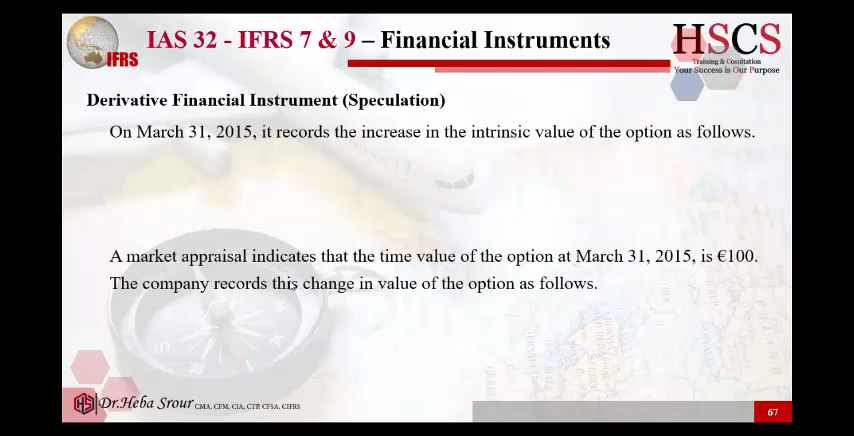 IFRS
IAS 32 - IFRS 7 & 9 – Financial Instruments
HSCS
Training & Cosultation
Your Success is Our Purpose
Derivative Financial Instrument (Speculation)
On March 31, 2015, it records the increase in the intrinsic value of the option as follows.
A market appraisal indicates that the time value of the option at March 31, 2015, is €100.
The company records this change in value of the option as follows.
Dr.Heba Srour CMA, CFM, CIA, CTP, CFSA, CIFRS
67